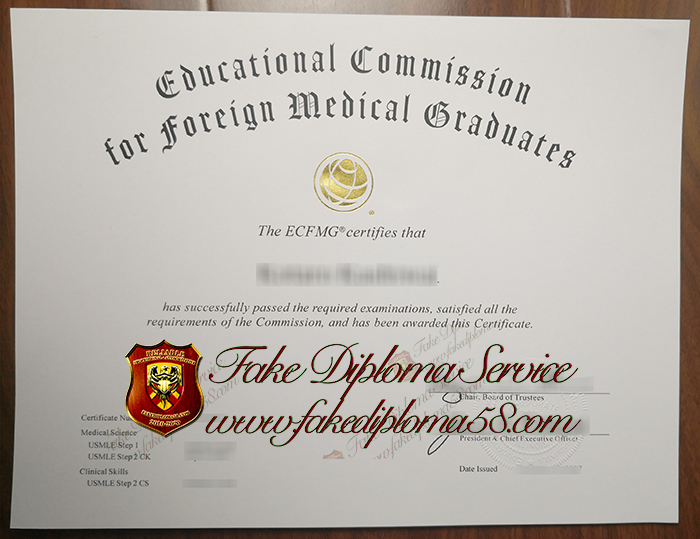 Educational Commission
for Foreign Medical Graduates
The ECFMG® certifies that
has successfully passed the required examinations, satisfied all the
requirements of the Commission, and has been awarded this Certificate.
RELIABLE
Fake Diploma Service
www.fakediploma58.com
Chair, Board of Trustees
Certificate
Medical Science
USMLE Step 1
USMLE Step 2 CK
President & Chief Executive Officer
Clinical Skills
USMLE Step 2 CS
Date Issued